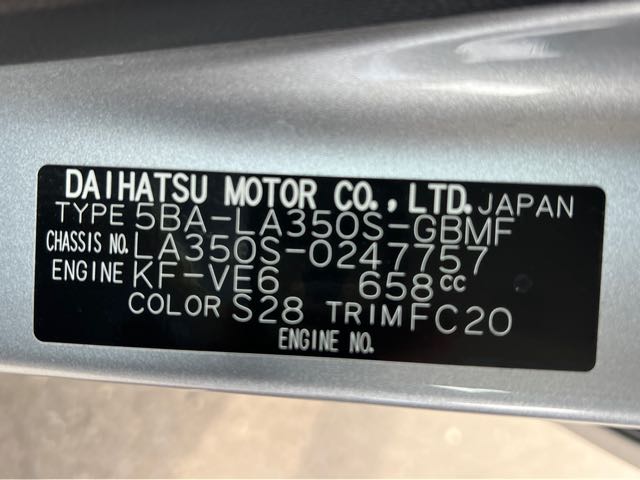 DAIHATSU MOTOR CO., LTD. JAPAN
TYPE 5BA-LA350S-GBMF
CHASSIS NO. LA350S-0247757
ENGINE KF-VE6 658cc
COLOR S28 TRIM FC20
ENGINE NO.